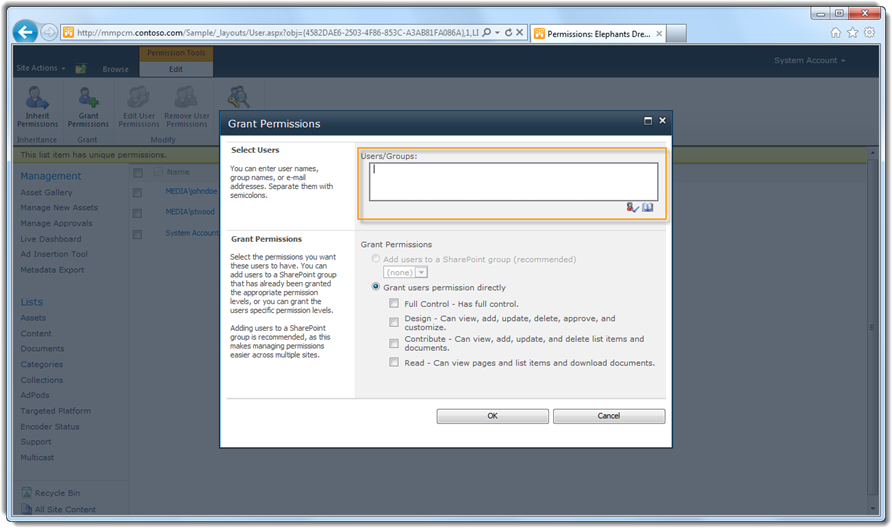 http://mmpcm.contoso.com/Sample/_layouts/User.aspx?obj={4582DAE6-2503-4F86-853C-A3AB81FA086A},1,LI
Permissions: Elephants Dre...
Permission Tools
Site Actions
Browse
Edit
System Account
Inherit Permissions
Grant Permissions
Edit User Permissions
Remove User Permissions
Inheritance
Grant
Modify
This list item has unique permissions.
Management
Asset Gallery
Manage New Assets
Manage Approvals
Live Dashboard
Ad Insertion Tool
Metadata Export
Lists
Assets
Content
Documents
Categories
Collections
AdPods
Targeted Platform
Encoder Status
Support
Multicast
Recycle Bin
All Site Content
Name
MEDIA\johndoe
MEDIA\stwood
System Account
Grant Permissions
Select Users
You can enter user names,
group names, or e-mail
addresses. Separate them with
semicolons.
Users/Groups:
Grant Permissions
Select the permissions you want
these users to have. You can
add users to a SharePoint group
that has already been granted
the appropriate permission
levels, or you can grant the
users specific permission levels.
Adding users to a SharePoint
group is recommended, as this
makes managing permissions
easier across multiple sites.
Grant Permissions
Add users to a SharePoint group (recommended)
(none)
Grant users permission directly
Full Control - Has full control.
Design - Can view, add, update, delete, approve, and
customize.
Contribute - Can view, add, update, and delete list items and
documents.
Read - Can view pages and list items and download documents.
OK
Cancel